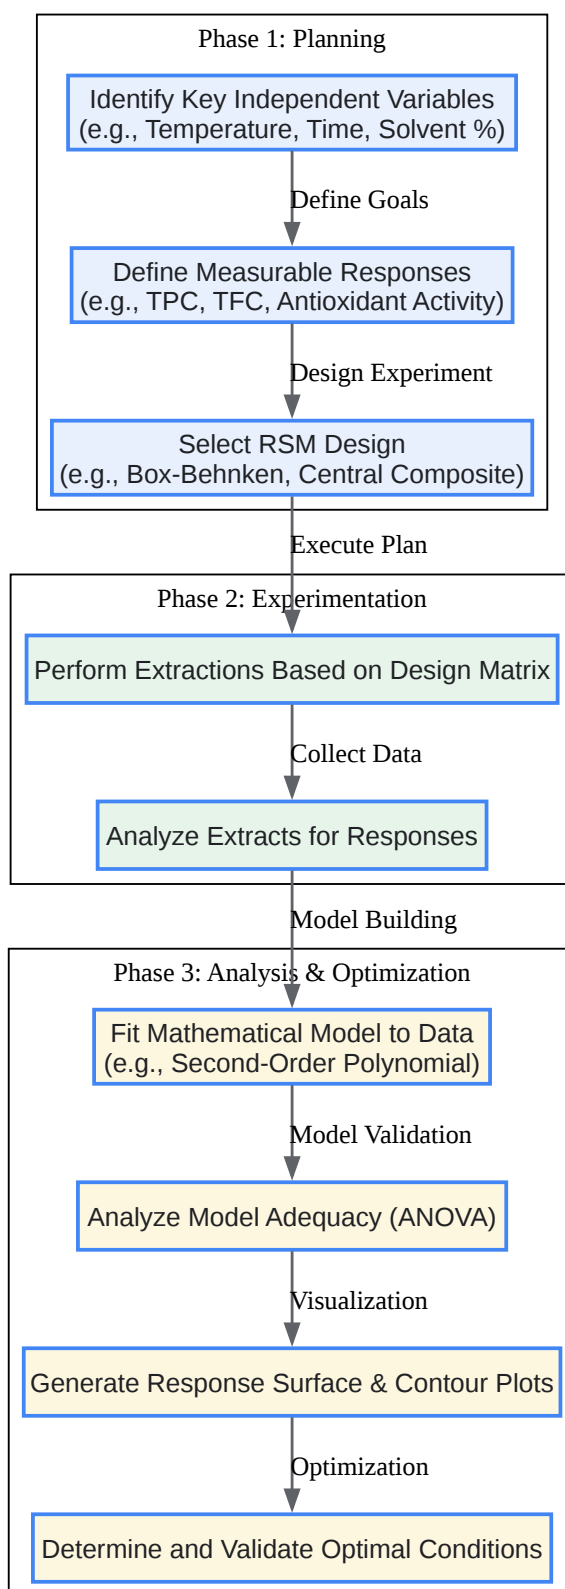 Phase 1: Planning
Identify Key Independent Variables
(e.g., Temperature, Time, Solvent %)
Define Goals
Define Measurable Responses
(e.g., TPC, TFC, Antioxidant Activity)
Design Experiment
Select RSM Design
(e.g., Box-Behnken, Central Composite)
Execute Plan
Phase 2: Experimentation
Perform Extractions Based on Design Matrix
Collect Data
Analyze Extracts for Responses
Model Building
Phase 3: Analysis & Optimization
Fit Mathematical Model to Data
(e.g., Second-Order Polynomial)
Model Validation
Analyze Model Adequacy (ANOVA)
Visualization
Generate Response Surface & Contour Plots
Optimization
Determine and Validate Optimal Conditions